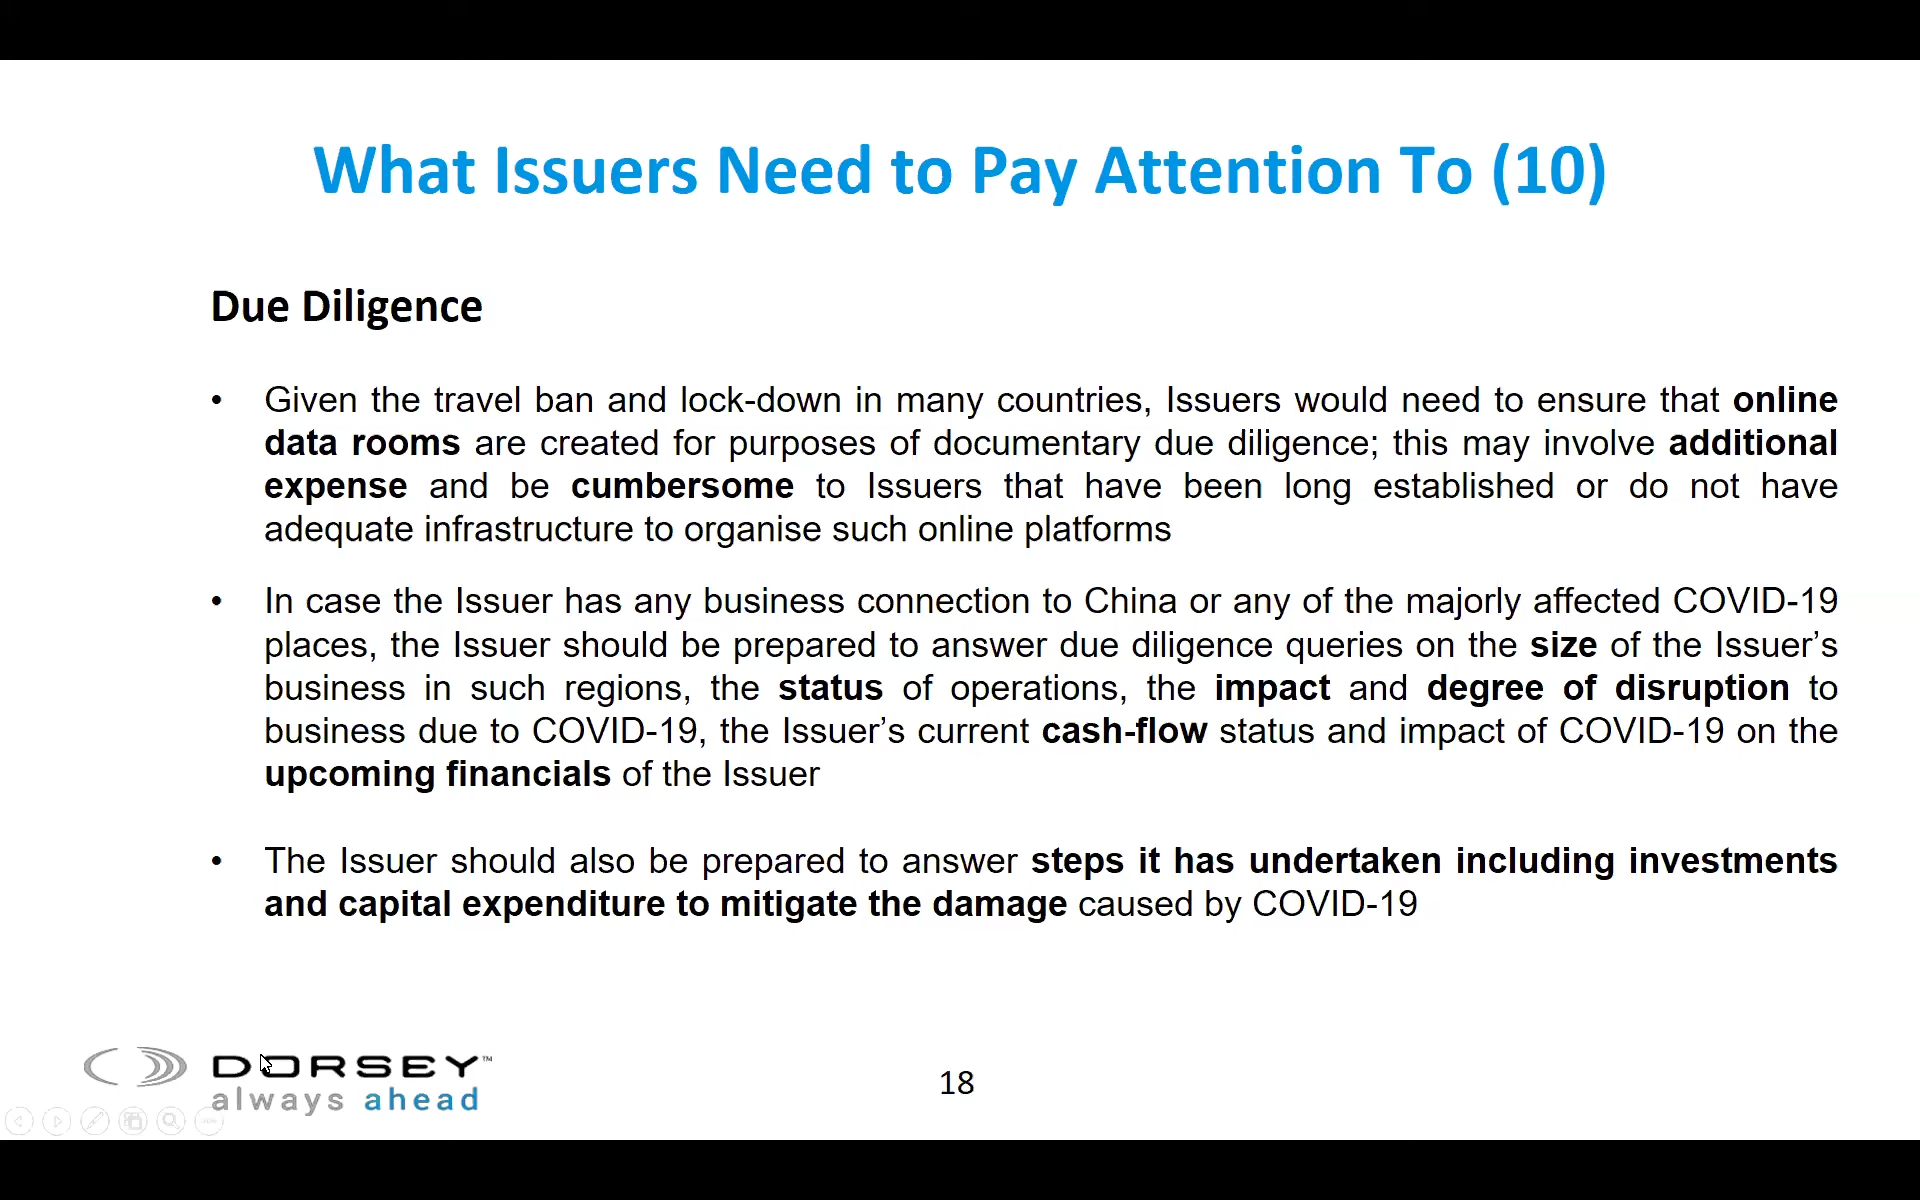 What Issuers Need to Pay Attention To (10)
Due Diligence
• Given the travel ban and lock-down in many countries, Issuers would need to ensure that online
data rooms are created for purposes of documentary due diligence; this may involve additional
expense and be cumbersome to Issuers that have been long established or do not have
adequate infrastructure to organise such online platforms
• In case the Issuer has any business connection to China or any of the majorly affected COVID-19
places, the Issuer should be prepared to answer due diligence queries on the size of the Issuer’s
business in such regions, the status of operations, the impact and degree of disruption to
business due to COVID-19, the Issuer’s current cash-flow status and impact of COVID-19 on the
upcoming financials of the Issuer
• The Issuer should also be prepared to answer steps it has undertaken including investments
and capital expenditure to mitigate the damage caused by COVID-19
DORSEY™
always ahead
18